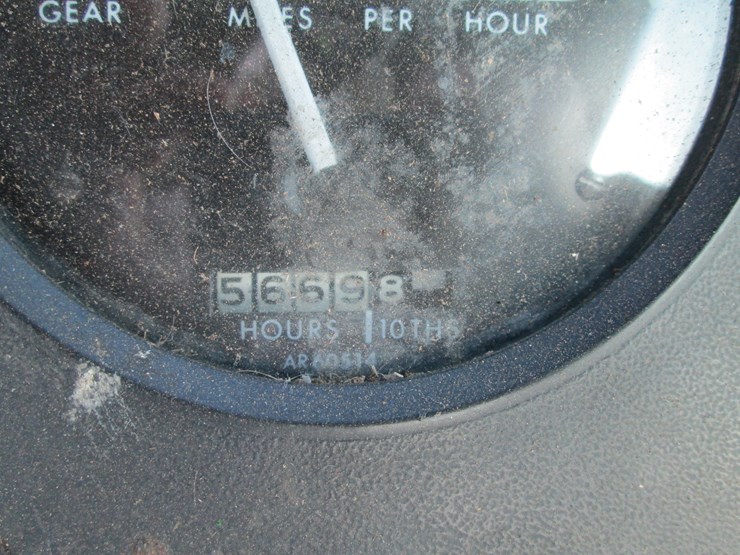 GEAR MILES PER HOUR
56598
HOURS 10THS
AR60514